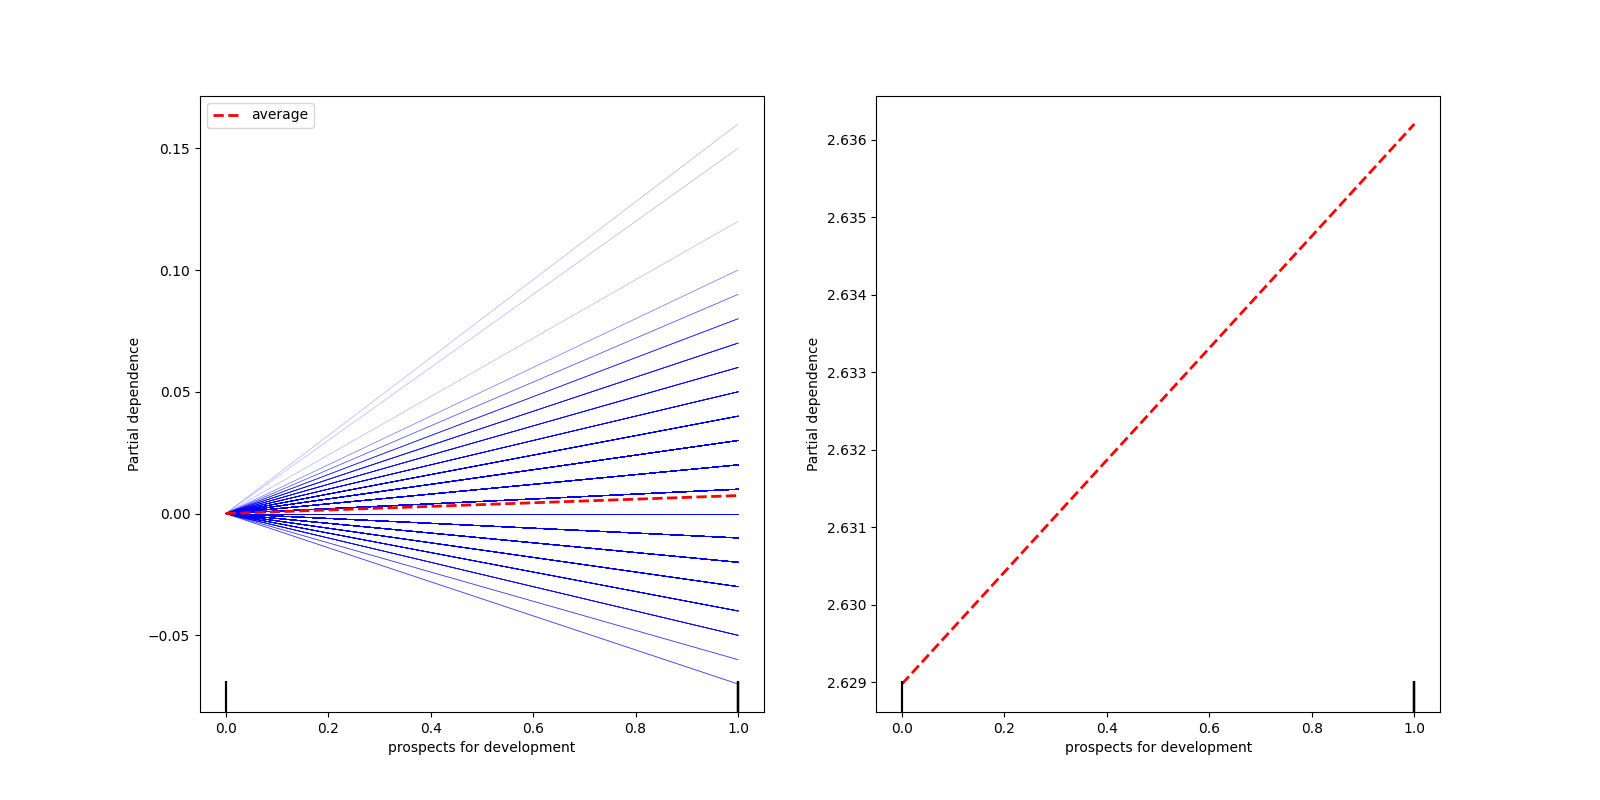 average
0.15
0.10
0.05
0.00
−0.05
Partial dependence
0.0 0.2 0.4 0.6 0.8 1.0
prospects for development
2.636
2.635
2.634
2.633
2.632
2.631
2.630
2.629
Partial dependence
0.0 0.2 0.4 0.6 0.8 1.0
prospects for development